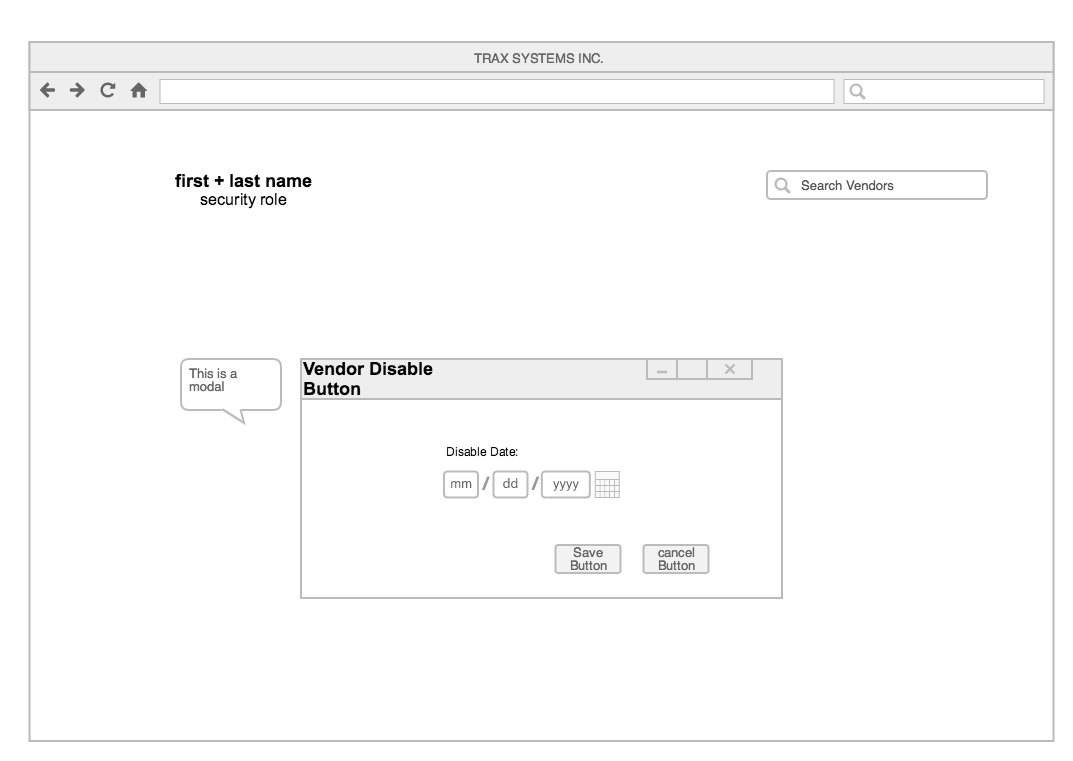 TRAX SYSTEMS INC.
first + last name
security role
Search Vendors
This is a
modal
Vendor Disable
Button
Disable Date:
mm / dd / yyyy
Save
Button
cancel
Button